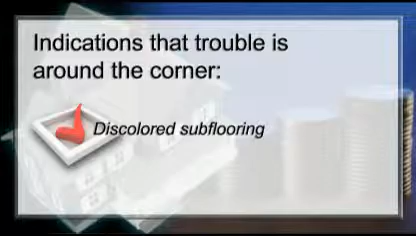 Indications that trouble is
around the corner:
Discolored subflooring